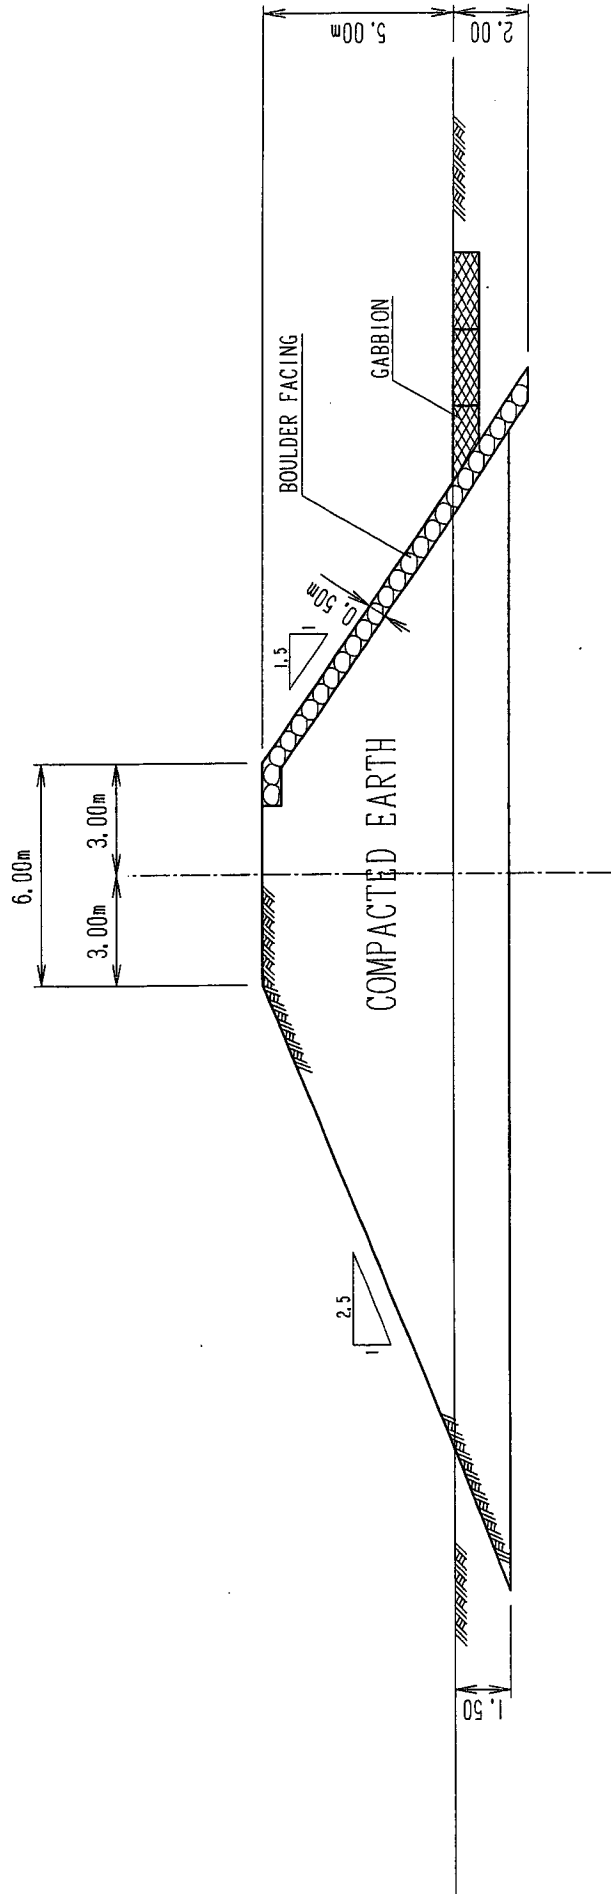 6.00m
3.00m
3.00m
5.00m
2.00
1.5
1
0.50m
BOULDER FACING
GABBION
COMPACTED EARTH
2.5
1
1.50